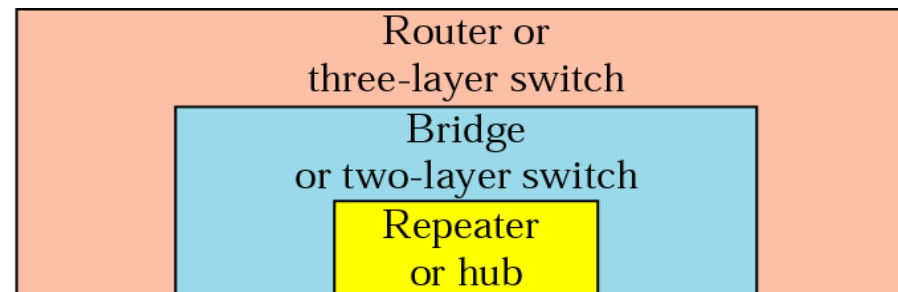 Router or
three-layer switch
Bridge
or two-layer switch
Repeater
or hub